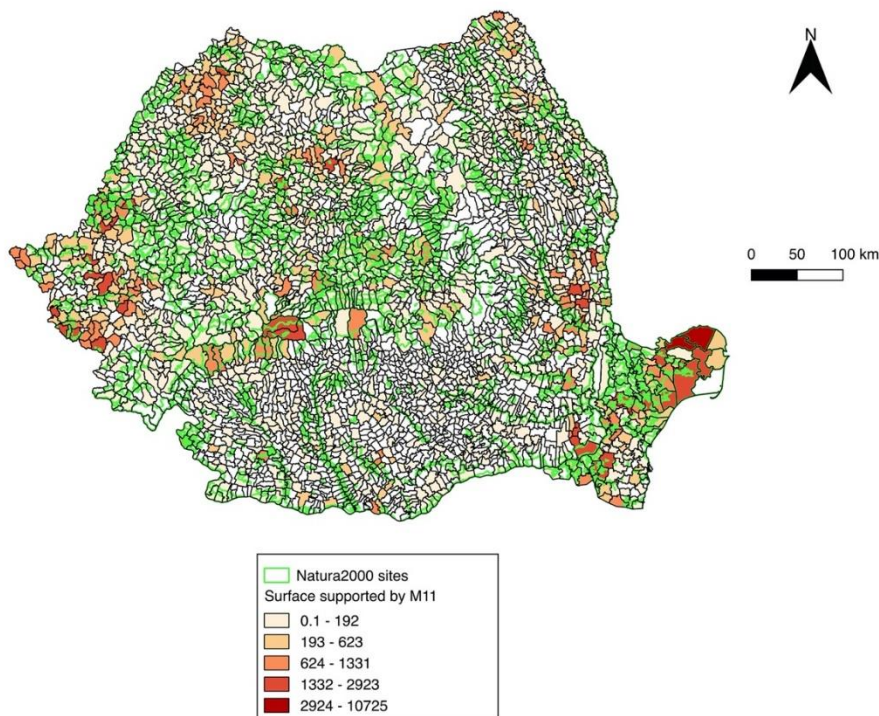 N
0 50 100 km
Natura2000 sites
Surface supported by M11
0.1 - 192
193 - 623
624 - 1331
1332 - 2923
2924 - 10725